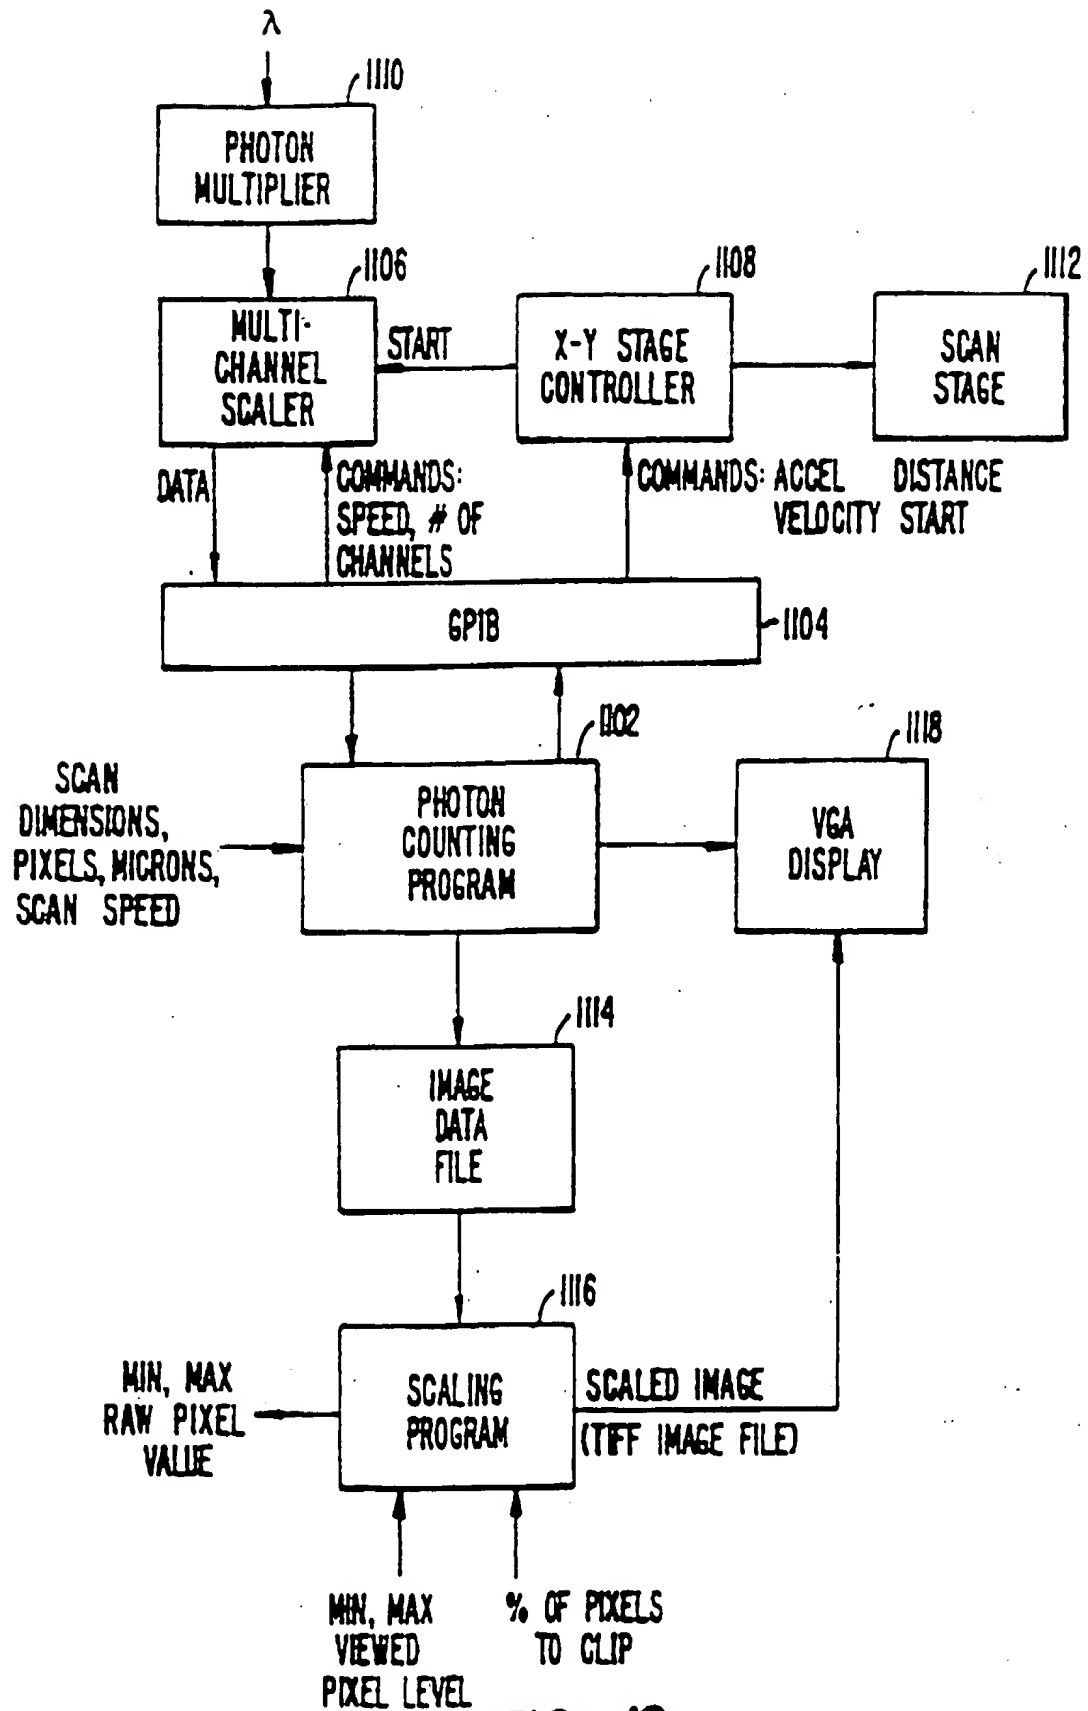 λ
1110
PHOTON
MULTIPLIER
1106
MULTI-
CHANNEL
SCALER
START
1108
X-Y STAGE
CONTROLLER
1112
SCAN
STAGE
DATA
COMMANDS:
SPEED, # OF
CHANNELS
COMMANDS: ACCEL DISTANCE
VELOCITY START
GPIB
1104
1102
PHOTON
COUNTING
PROGRAM
SCAN
DIMENSIONS,
PIXELS, MICRONS,
SCAN SPEED
1118
VGA
DISPLAY
1114
IMAGE
DATA
FILE
1116
SCALING
PROGRAM
MIN, MAX
RAW PIXEL
VALUE
SCALED IMAGE
(TIFF IMAGE FILE)
MIN, MAX
VIEWED
PIXEL LEVEL
% OF PIXELS
TO CLIP